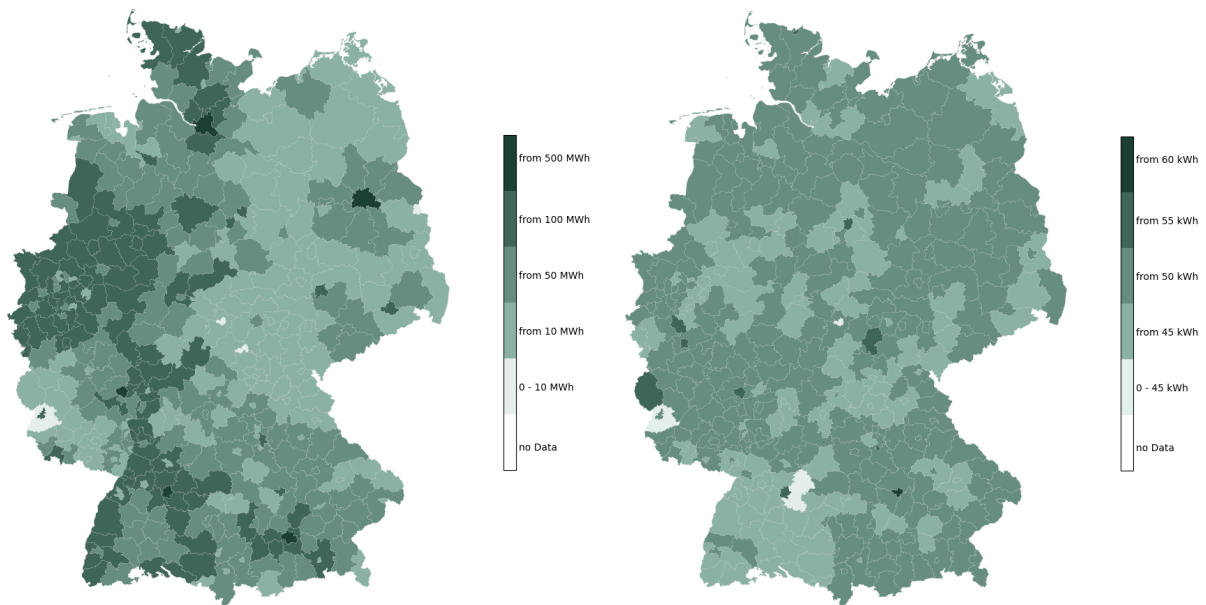 from 500 MWh
from 100 MWh
from 50 MWh
from 10 MWh
0 - 10 MWh
no Data
from 60 kWh
from 55 kWh
from 50 kWh
from 45 kWh
0 - 45 kWh
no Data